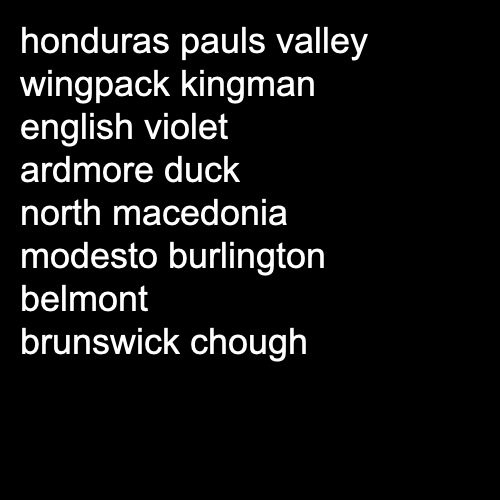 honduras pauls valley
wingpack kingman
english violet
ardmore duck
north macedonia
modesto burlington
belmont
brunswick chough